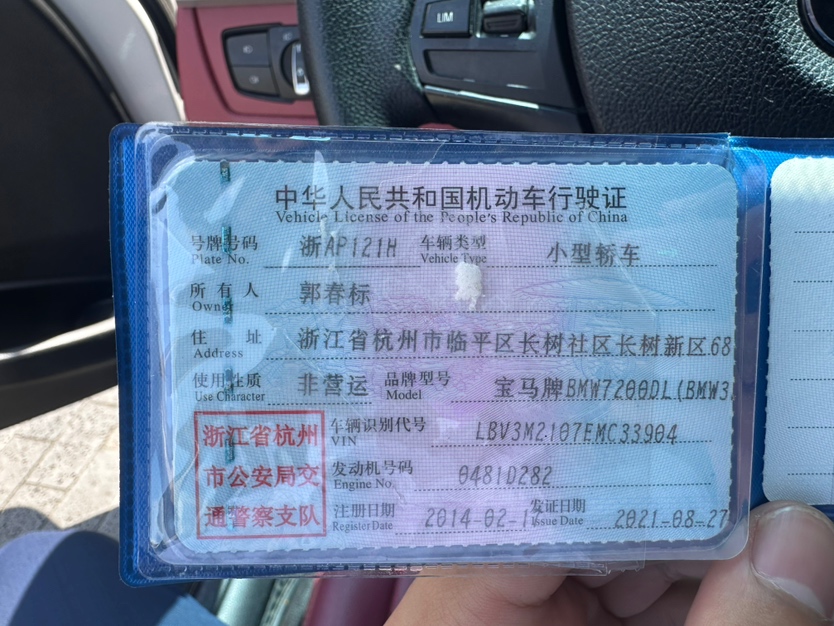 LIM
中华人民共和国机动车行驶证
Vehicle License of the People's Republic of China
号牌号码 浙AP121H 车辆类型 小型轿车
Plate No. Vehicle Type
所有人 郭春标
Owner
住址 浙江省杭州市临平区长树社区长树新区68
Address
使用性质 非营运 品牌型号 宝马牌BMW7200DL(BMW3
Use Character Model
浙江省杭州
市公安局交
通警察支队
车辆识别代号 LBV3M2107EMC33904
VIN
发动机号码 0481D282
Engine No.
注册日期 2014-02-1 发证日期 2021-08-27
Register Date Issue Date